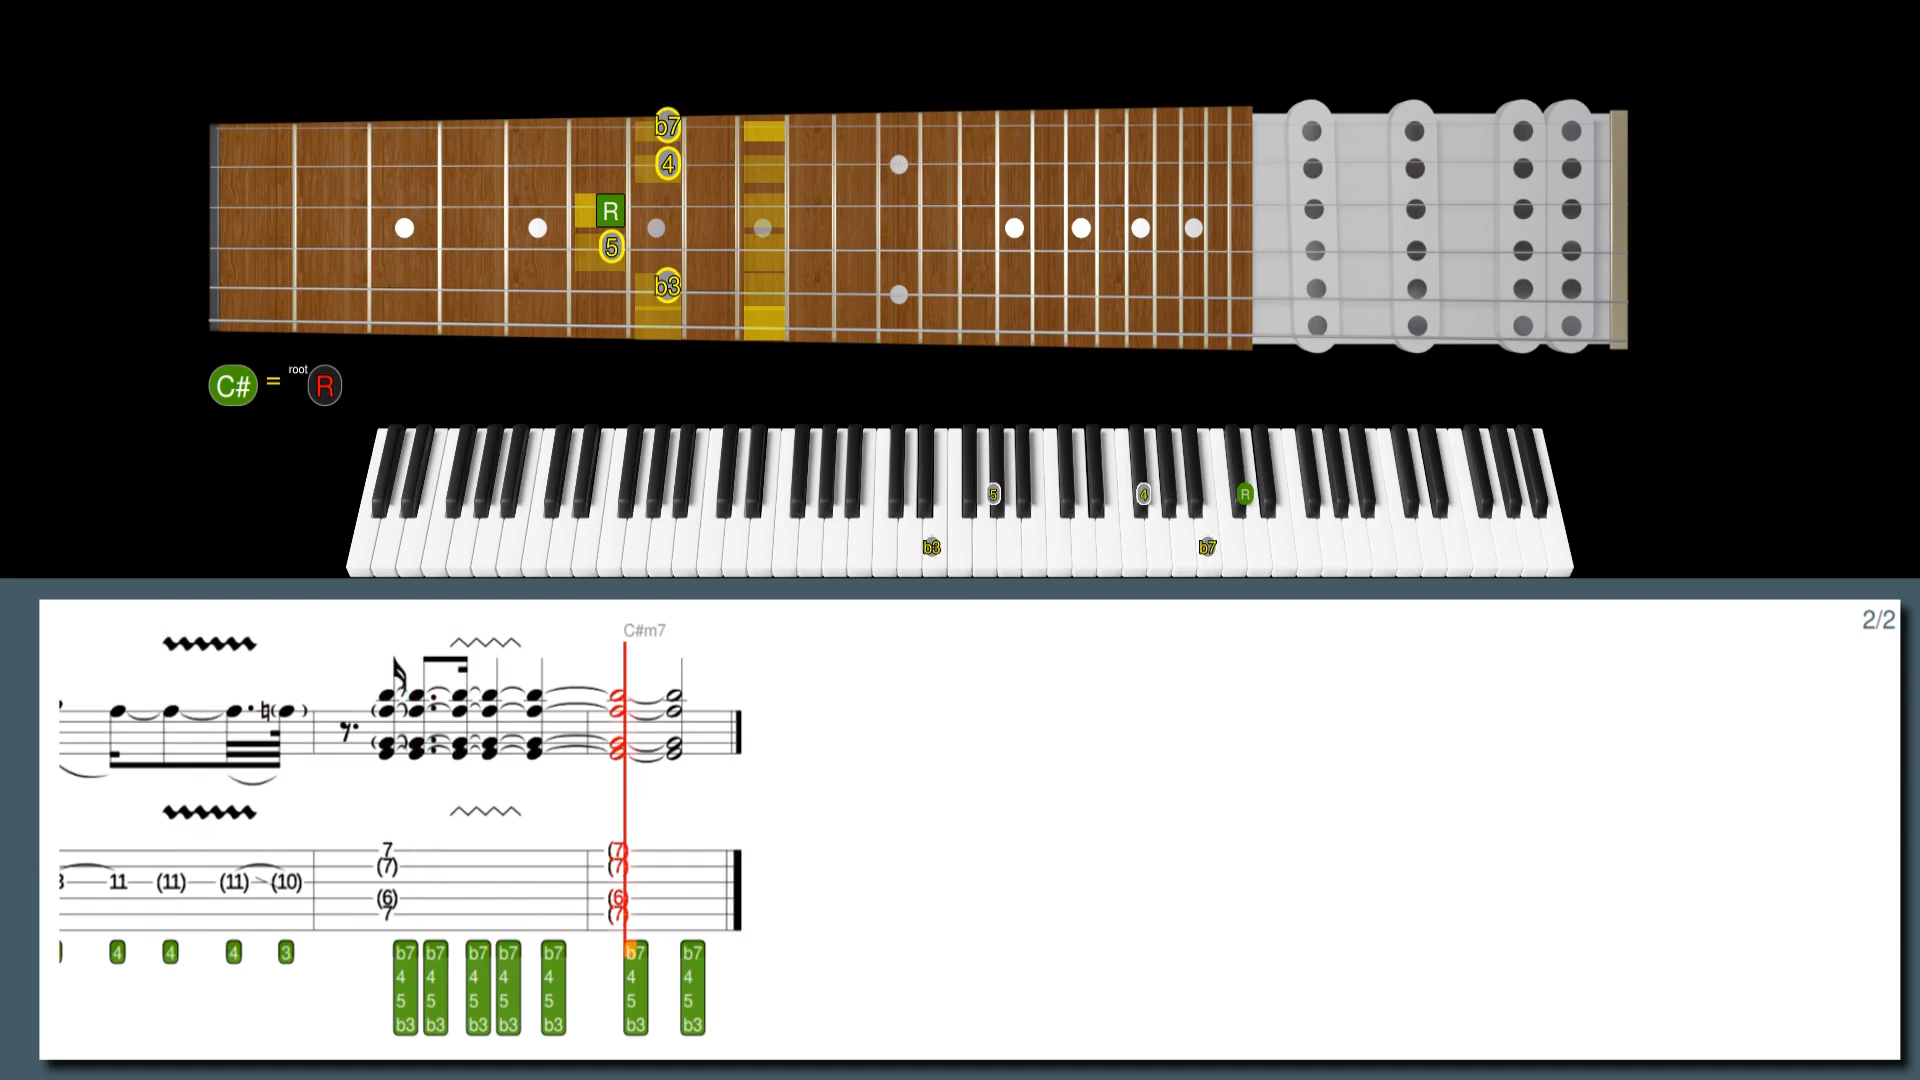 b7
4
R
5
b3
C# = root R
5 4 R
b3 b7
2/2
C#m7
7 (7)
(7) (7)
11 (11) (11) (10)
(6) (6)
7 (7)
4 4 4 3 b7 b7 b7 b7 b7 b7 b7
4 4 4 4 4 4 4
5 5 5 5 5 5 5
b3 b3 b3 b3 b3 b3 b3